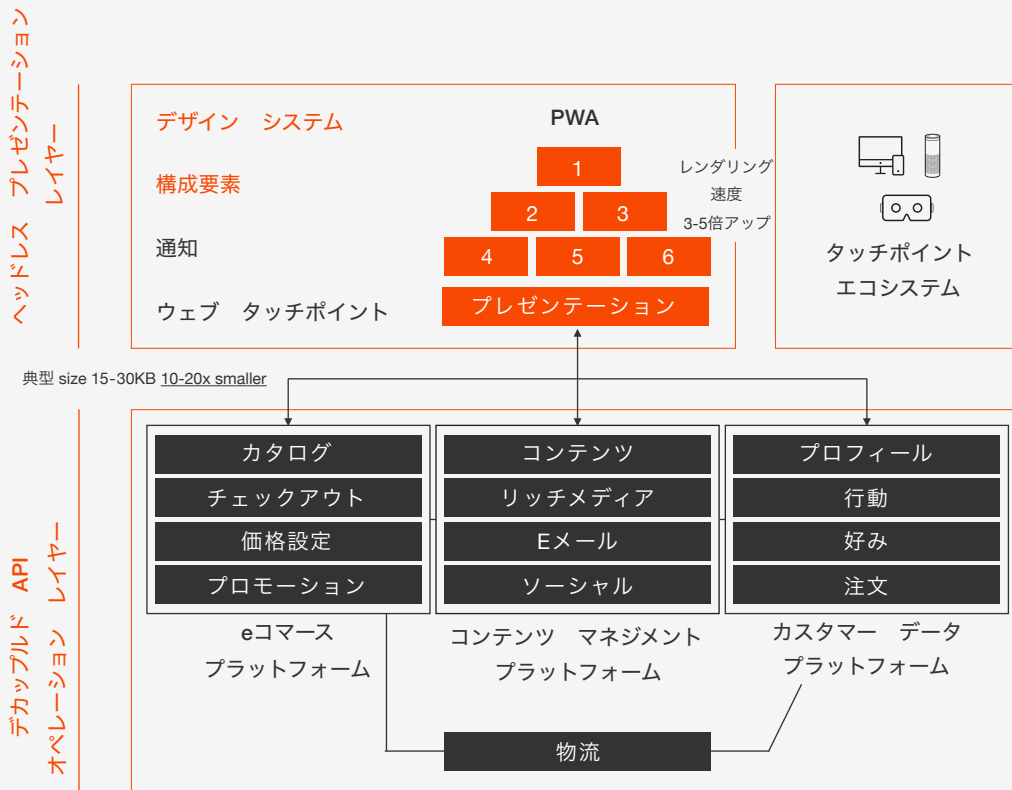 ヘッドレス プレゼンテーション
レイヤー
デザイン システム
構成要素
通知
ウェブ タッチポイント
PWA
1
2 3
4 5 6
プレゼンテーション
レンダリング
速度
3-5倍アップ
タッチポイント
エコシステム
典型 size 15-30KB 10-20x smaller
デカップルド API
オペレーション レイヤー
カタログ
チェックアウト
価格設定
プロモーション
eコマース
プラットフォーム
コンテンツ
リッチメディア
Eメール
ソーシャル
コンテンツ マネジメント
プラットフォーム
プロフィール
行動
好み
注文
カスタマー データ
プラットフォーム
物流